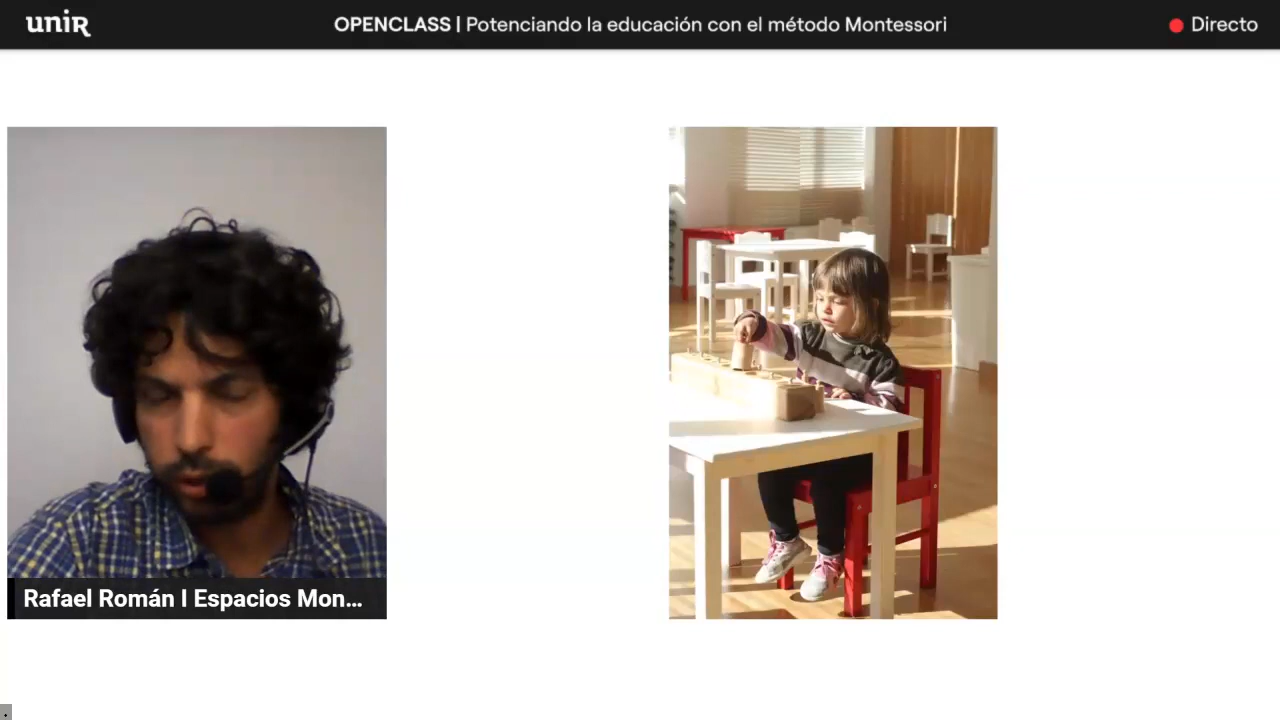 unir
OPENCLASS | Potenciando la educación con el método Montessori
Directo
Rafael Román I Espacios Mon...